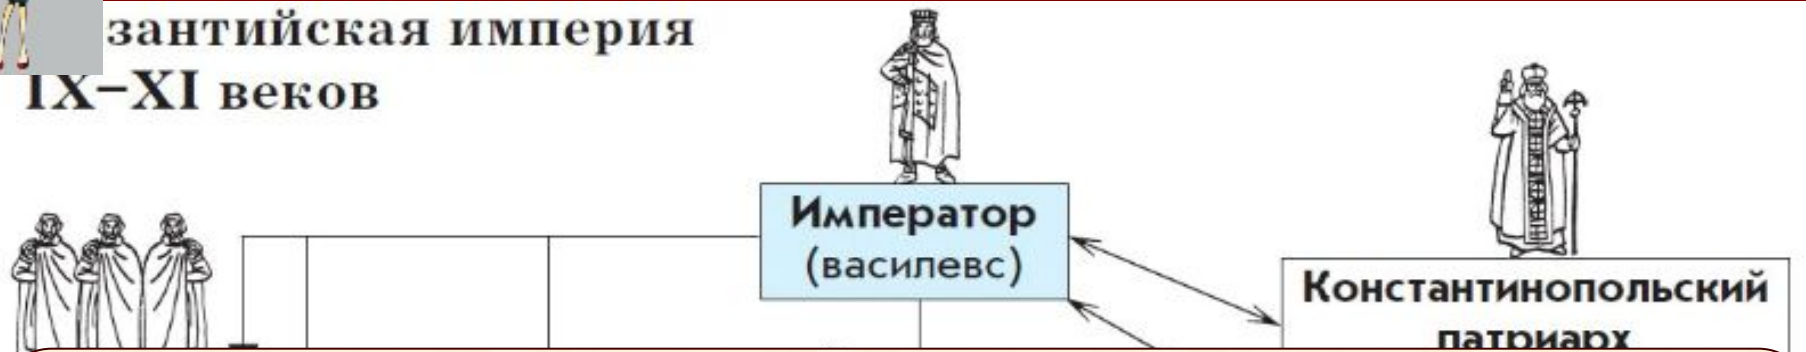 зантийская империя
IX–XI веков
Император
(василевс)
Константинопольский
патриарх